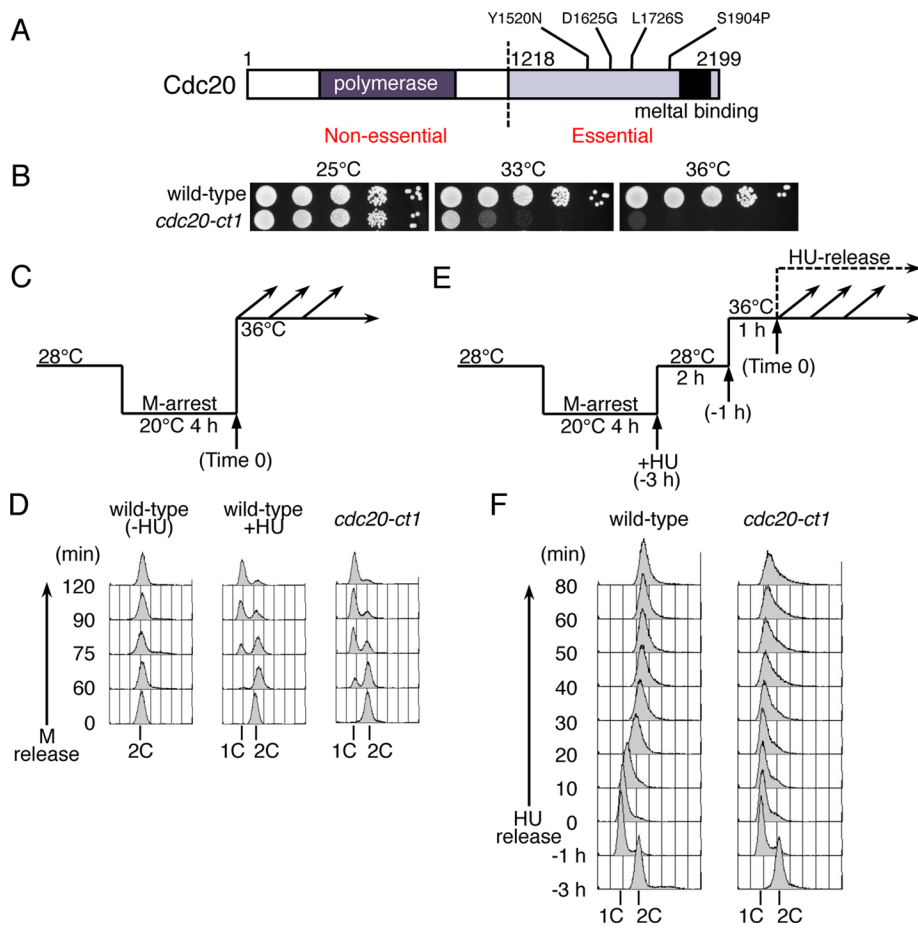 A
Y1520N D1625G L1726S S1904P
1 1218 2199
Cdc20 polymerase
meltal binding
Non-essential Essential
B
25°C 33°C 36°C
wild-type
cdc20-ct1
C
36°C
28°C
M-arrest
20°C 4 h
(Time 0)
E
HU-release
36°C
1 h
28°C 28°C
2 h
(Time 0)
M-arrest
20°C 4 h
(-1 h)
+HU
(-3 h)
D
wild-type
(-HU)
wild-type
+HU
cdc20-ct1
(min)
120
90
75
60
0
M
release
2C 1C 2C 1C 2C
F
wild-type cdc20-ct1
(min)
80
60
50
40
30
20
10
0
HU
release
-1 h
-3 h
1C 2C 1C 2C